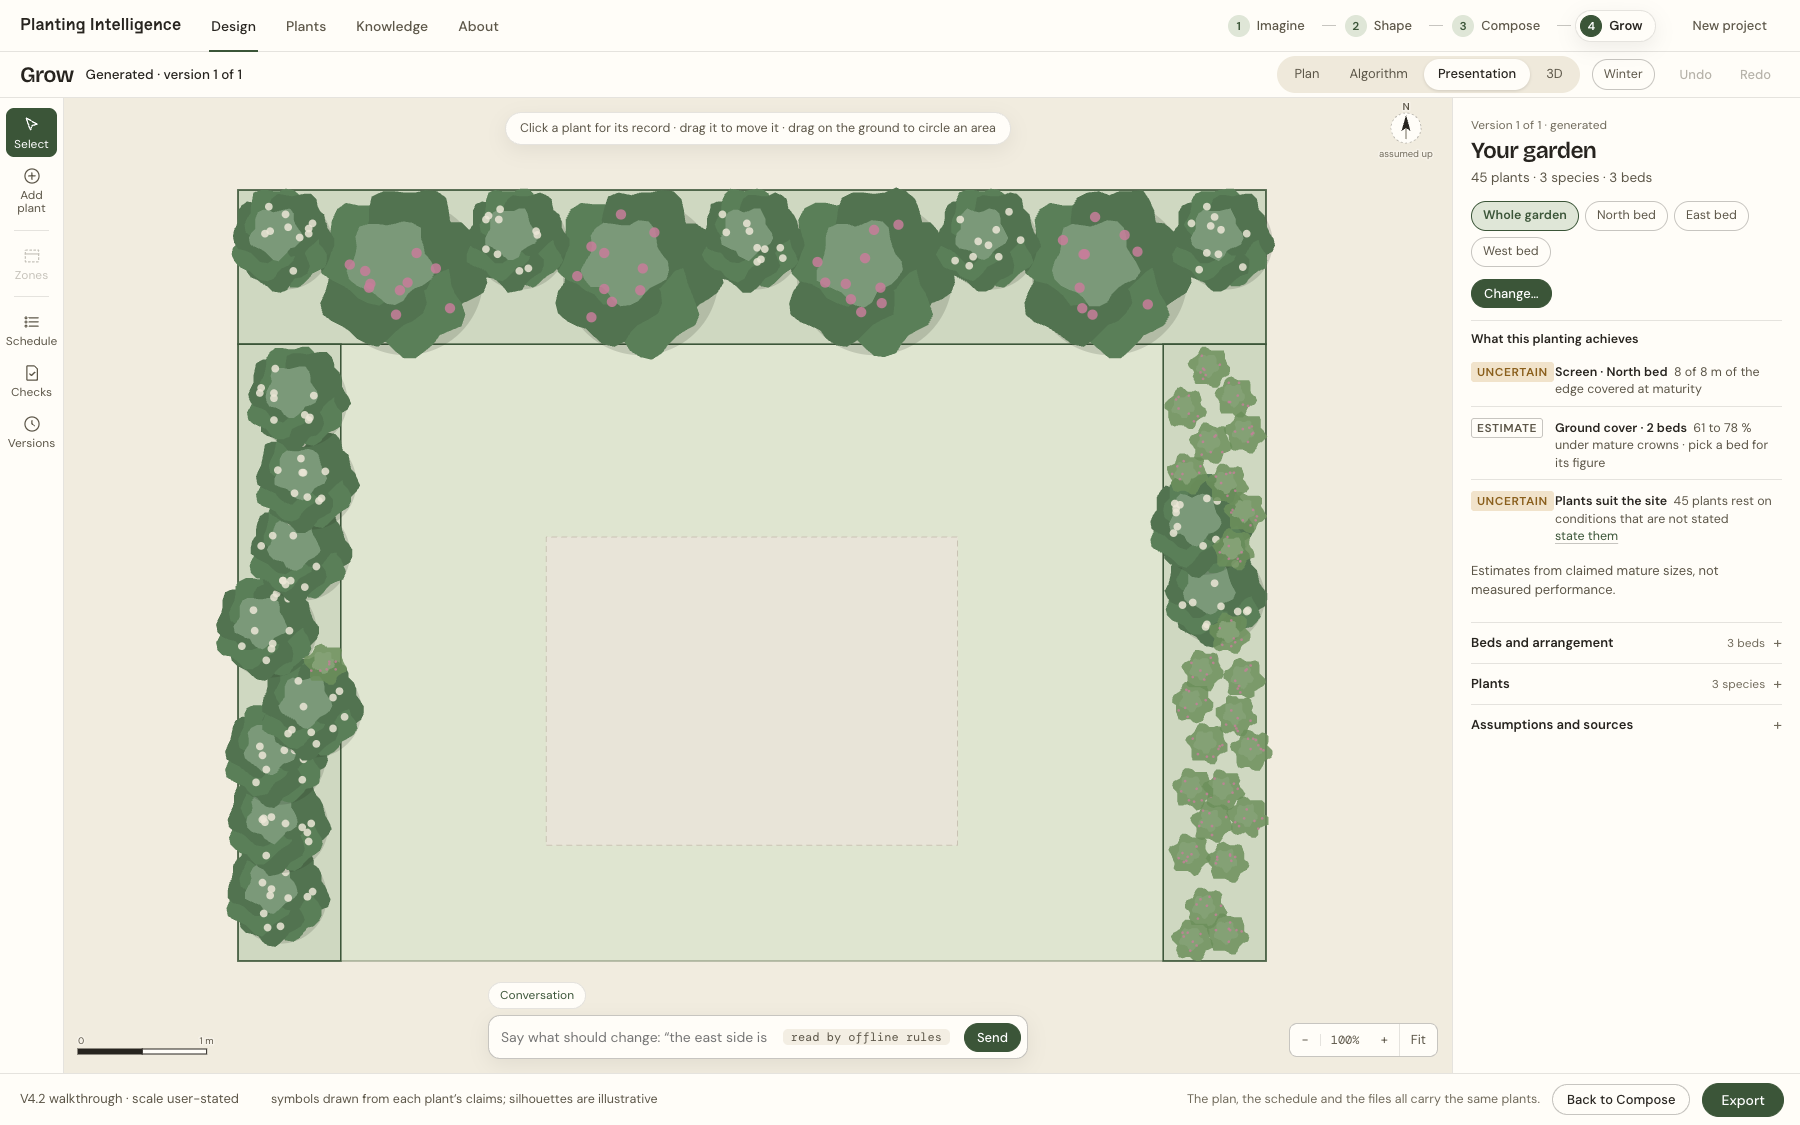 Planting Intelligence
Design
Plants
Knowledge
About
1 Imagine
2 Shape
3 Compose
4 Grow
New project
Grow
Generated · version 1 of 1
Plan
Algorithm
Presentation
3D
Winter
Undo
Redo
Select
Add
plant
Zones
Schedule
Checks
Versions
Click a plant for its record · drag it to move it · drag on the ground to circle an area
N
assumed up
Version 1 of 1 · generated
Your garden
45 plants · 3 species · 3 beds
Whole garden
North bed
East bed
West bed
Change…
What this planting achieves
UNCERTAIN Screen · North bed 8 of 8 m of the
edge covered at maturity
ESTIMATE Ground cover · 2 beds 61 to 78 %
under mature crowns · pick a bed for
its figure
UNCERTAIN Plants suit the site 45 plants rest on
conditions that are not stated
state them
Estimates from claimed mature sizes, not
measured performance.
Beds and arrangement 3 beds +
Plants 3 species +
Assumptions and sources +
Conversation
Say what should change: “the east side is
read by offline rules
Send
0 1 m
− 100% + Fit
V4.2 walkthrough · scale user-stated
symbols drawn from each plant’s claims; silhouettes are illustrative
The plan, the schedule and the files all carry the same plants.
Back to Compose
Export